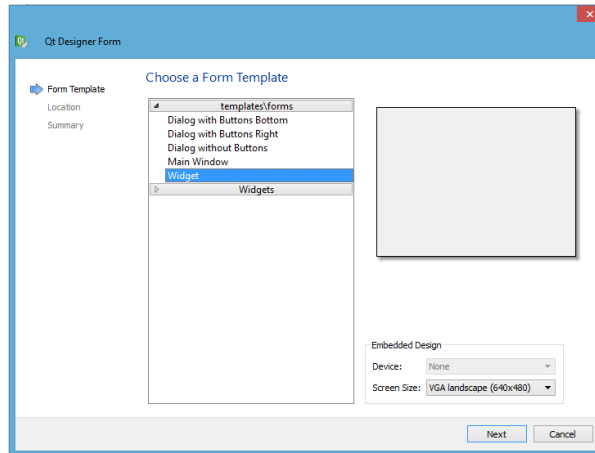 Qt Designer Form
Form Template
Location
Summary
Choose a Form Template
templates\forms
Dialog with Buttons Bottom
Dialog with Buttons Right
Dialog without Buttons
Main Window
Widget
Widgets
Embedded Design
Device: None
Screen Size: VGA landscape (640x480)
Next Cancel